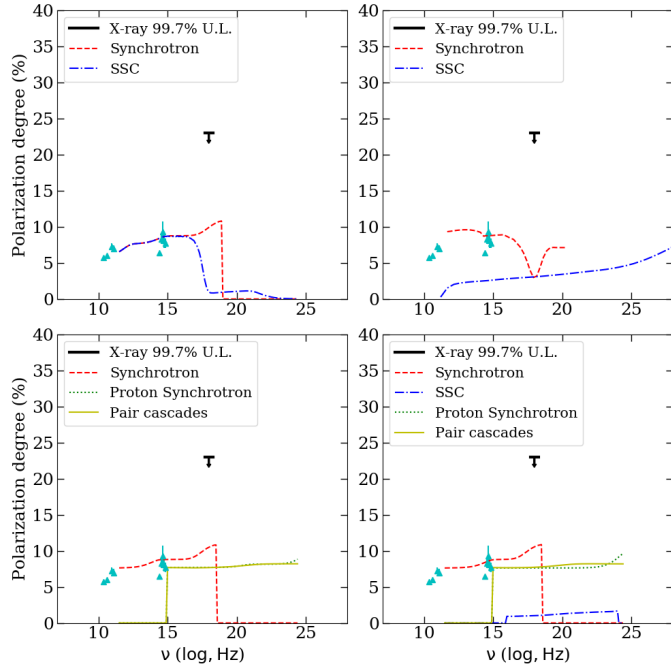 40
35
30
25
20
15
10
5
0
Polarization degree (%)
X-ray 99.7% U.L.
Synchrotron
SSC
10
15
20
25
40
35
30
25
20
15
10
5
0
Polarization degree (%)
X-ray 99.7% U.L.
Synchrotron
SSC
10
15
20
25
40
35
30
25
20
15
10
5
0
Polarization degree (%)
X-ray 99.7% U.L.
Synchrotron
Proton Synchrotron
Pair cascades
10
15
20
25
ν (log, Hz)
40
35
30
25
20
15
10
5
0
Polarization degree (%)
X-ray 99.7% U.L.
Synchrotron
SSC
Proton Synchrotron
Pair cascades
10
15
20
25
ν (log, Hz)